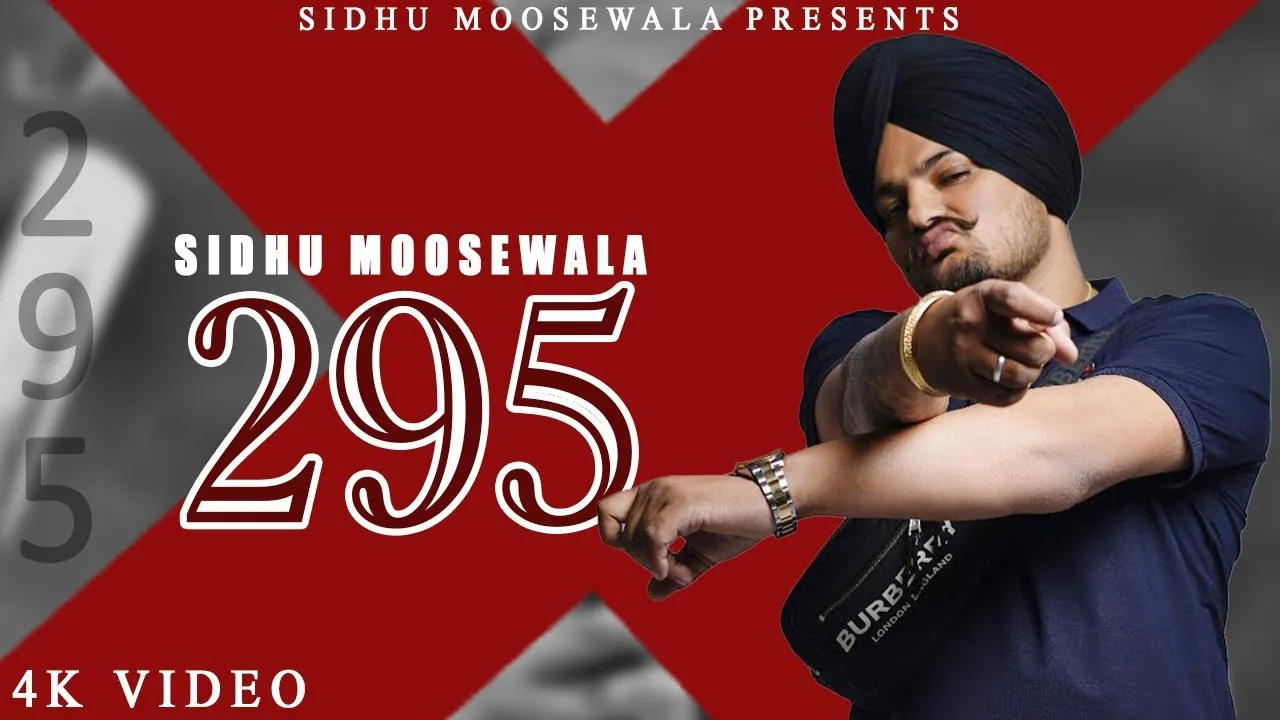 SIDHU MOOSEWALA PRESENTS
2
9
5
SIDHU MOOSEWALA
295
BURBERRY
LONDON ENGLAND
4K VIDEO